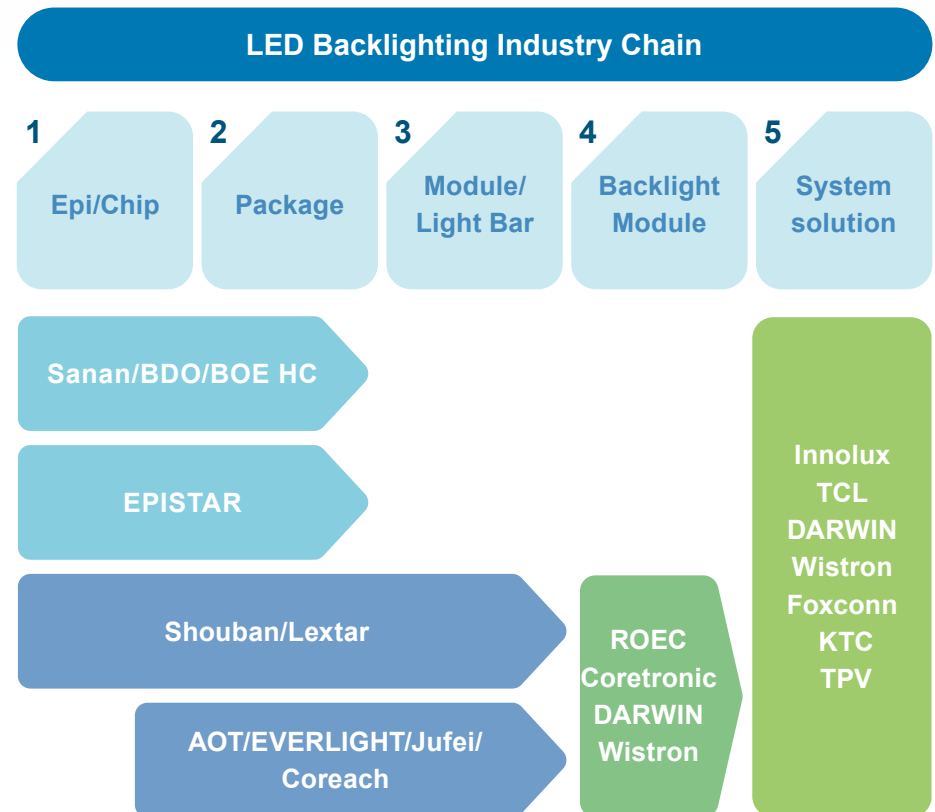 LED Backlighting Industry Chain
1
Epi/Chip
2
Package
3
Module/
Light Bar
4
Backlight
Module
5
System
solution
Sanan/BDO/BOE HC
EPISTAR
Shouban/Lextar
AOT/EVERLIGHT/Jufei/
Coreach
ROEC
Coretronic
DARWIN
Wistron
Innolux
TCL
DARWIN
Wistron
Foxconn
KTC
TPV